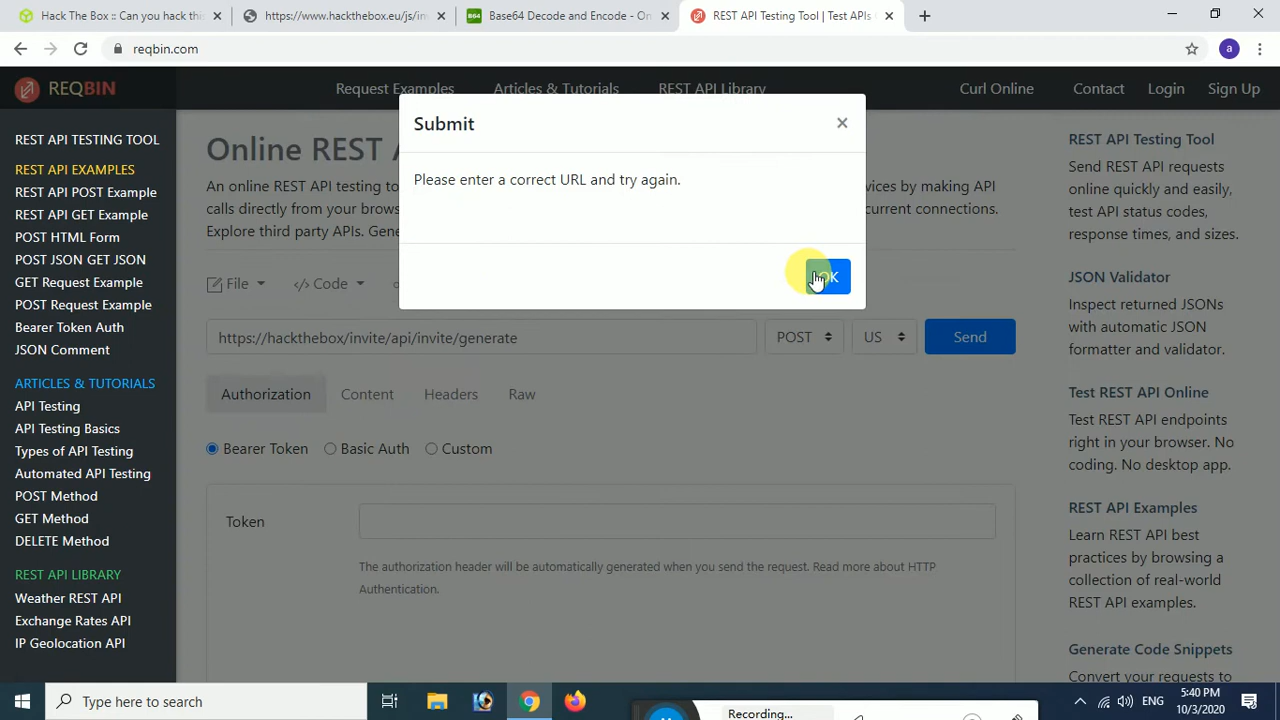 Hack The Box :: Can you hack this
https://www.hackthebox.eu/js/inv
B64
Base64 Decode and Encode - On
REST API Testing Tool | Test APIs
reqbin.com
a
REQBIN
Request Examples
Articles & Tutorials
REST API Library
Curl Online
Contact
Login
Sign Up
REST API TESTING TOOL
REST API EXAMPLES
REST API POST Example
REST API GET Example
POST HTML Form
POST JSON GET JSON
GET Request Example
POST Request Example
Bearer Token Auth
JSON Comment
ARTICLES & TUTORIALS
API Testing
API Testing Basics
Types of API Testing
Automated API Testing
POST Method
GET Method
DELETE Method
REST API LIBRARY
Weather REST API
Exchange Rates API
IP Geolocation API
Online REST
An online REST API testing to
vices by making API
calls directly from your brows
current connections.
Explore third party APIs. Gene
Submit
Please enter a correct URL and try again.
OK
File
</> Code
https://hackthebox/invite/api/invite/generate
POST
US
Send
Authorization
Content
Headers
Raw
Bearer Token
Basic Auth
Custom
Token
The authorization header will be automatically generated when you send the request. Read more about HTTP
Authentication.
REST API Testing Tool
Send REST API requests
online quickly and easily,
test API status codes,
response times, and sizes.
JSON Validator
Inspect returned JSONs
with automatic JSON
formatter and validator.
Test REST API Online
Test REST API endpoints
right in your browser. No
coding. No desktop app.
REST API Examples
Learn REST API best
practices by browsing a
collection of real-world
REST API examples.
Generate Code Snippets
Convert your requests to
Type here to search
Recording...
ENG
5:40 PM
10/3/2020